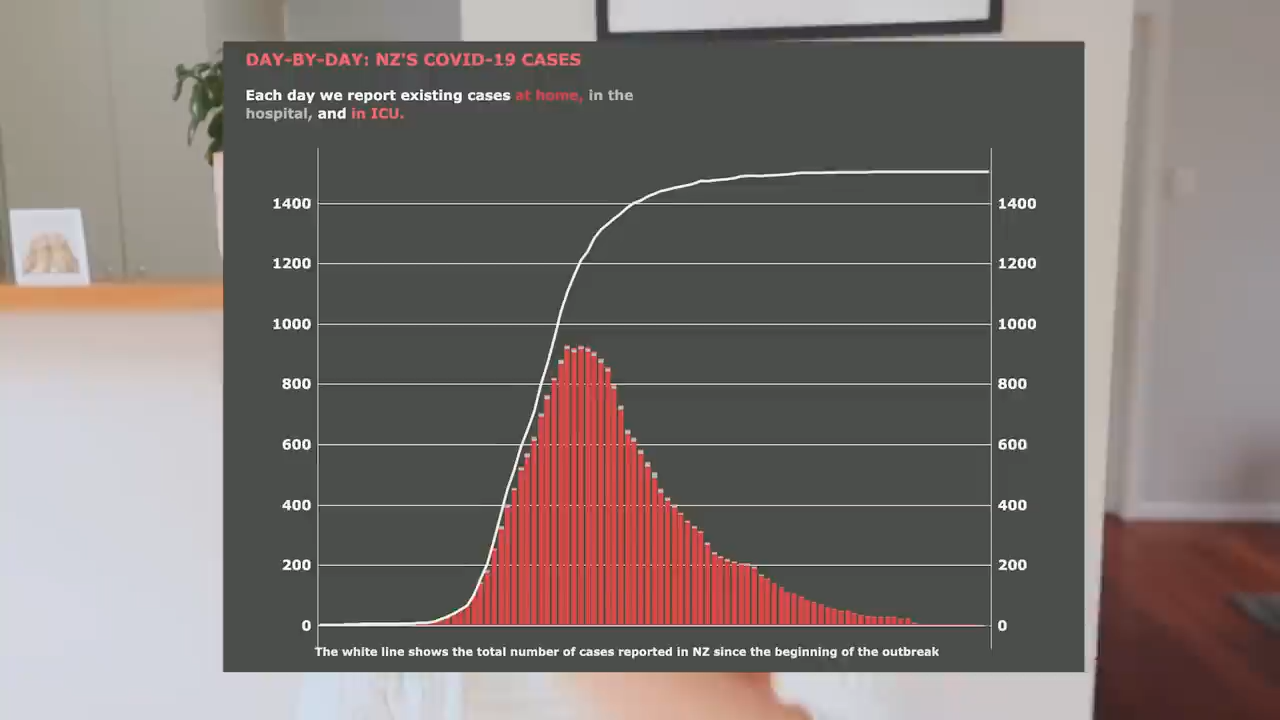 DAY-BY-DAY: NZ'S COVID-19 CASES
Each day we report existing cases at home, in the
hospital, and in ICU.
1400 1400
1200 1200
1000 1000
800 800
600 600
400 400
200 200
0 0
The white line shows the total number of cases reported in NZ since the beginning of the outbreak